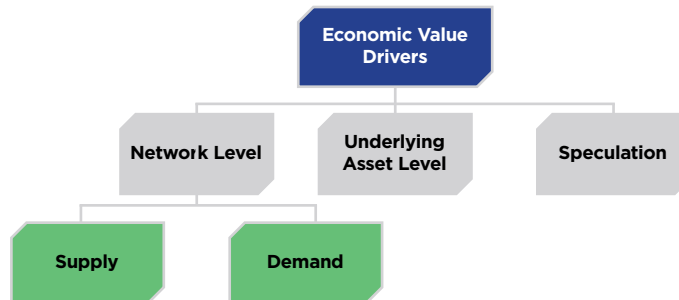 Economic Value
Drivers
Network Level
Underlying
Asset Level
Speculation
Supply
Demand